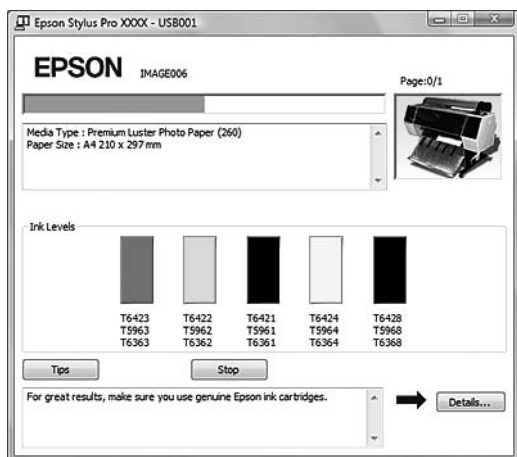 Epson Stylus Pro XXXX - USB001
EPSON IMAGE006
Page:0/1
Media Type : Premium Luster Photo Paper (260)
Paper Size : A4 210 x 297 mm
Ink Levels
T6423 T6422 T6421 T6424 T6428
T5963 T5962 T5961 T5964 T5968
T6363 T6362 T6361 T6364 T6368
Tips Stop
For great results, make sure you use genuine Epson ink cartridges.
Details...